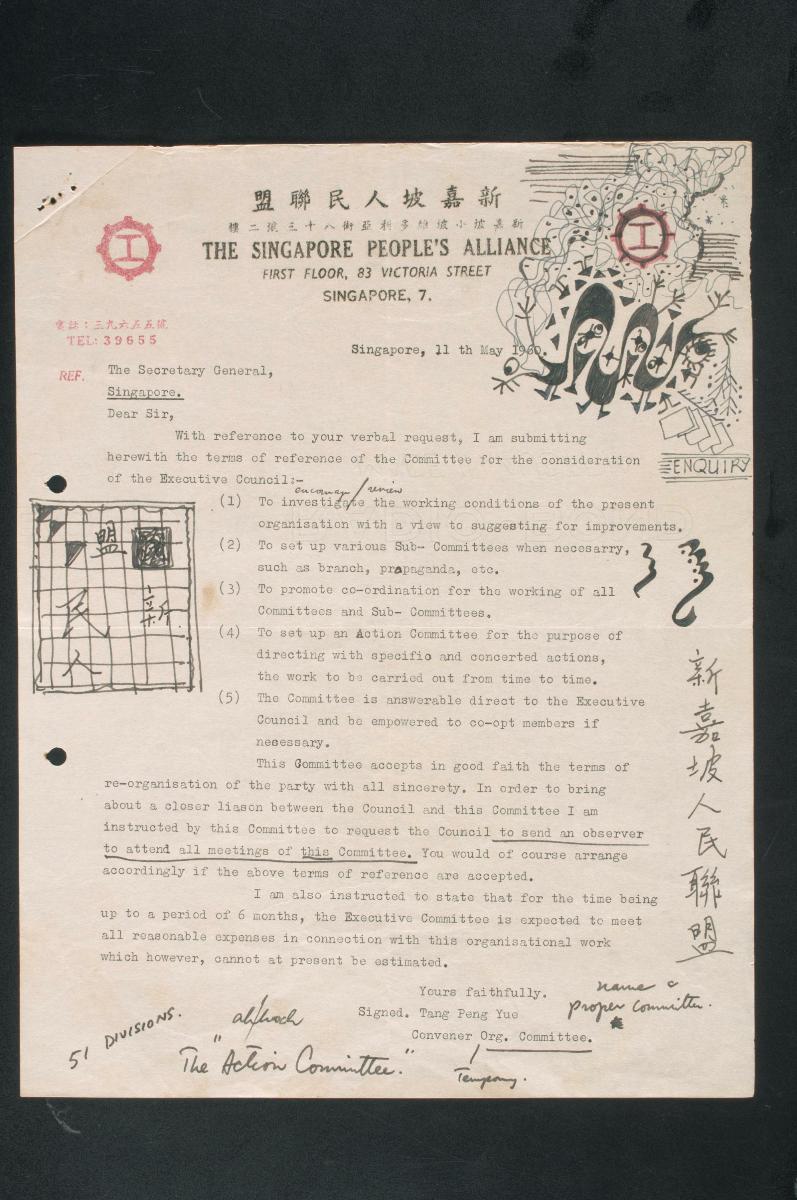 盟聯民人坡嘉新
樓二號三十八街亞利多維坡小坡嘉新
THE SINGAPORE PEOPLE'S ALLIANCE
FIRST FLOOR, 83 VICTORIA STREET
SINGAPORE, 7.
工
工
電話：三九六五五號
TEL: 39655
Singapore, 11 th May 1960.
REF.
The Secretary General,
Singapore.
Dear Sir,
With reference to your verbal request, I am submitting
herewith the terms of reference of the Committee for the consideration
of the Executive Council:-
ENQUIRY
/ review
(1) To investigate the working conditions of the present
organisation with a view to suggesting for improvements.
(2) To set up various Sub- Committees when necesarry,
such as branch, propaganda, etc.
(3) To promote co-ordination for the working of all
Committees and Sub- Committees.
(4) To set up an Action Committee for the purpose of
directing with specific and concerted actions,
the work to be carried out from time to time.
(5) The Committee is answerable direct to the Executive
Council and be empowered to co-opt members if
necessary.
盟
新
民
人
新嘉坡人民聯盟
This Committee accepts in good faith the terms of
re-organisation of the party with all sincerety. In order to bring
about a closer liason between the Council and this Committee I am
instructed by this Committee to request the Council to send an observer
to attend all meetings of this Committee. You would of course arrange
accordingly if the above terms of reference are accepted.
I am also instructed to state that for the time being
up to a period of 6 months, the Executive Committee is expected to meet
all reasonable expenses in connection with this organisational work
which however, cannot at present be estimated.
Yours faithfully.
Signed. Tang Peng Yue
Convener Org. Committee.
name
proper committee.
51 DIVISIONS.
"The Action Committee."
Temporary.